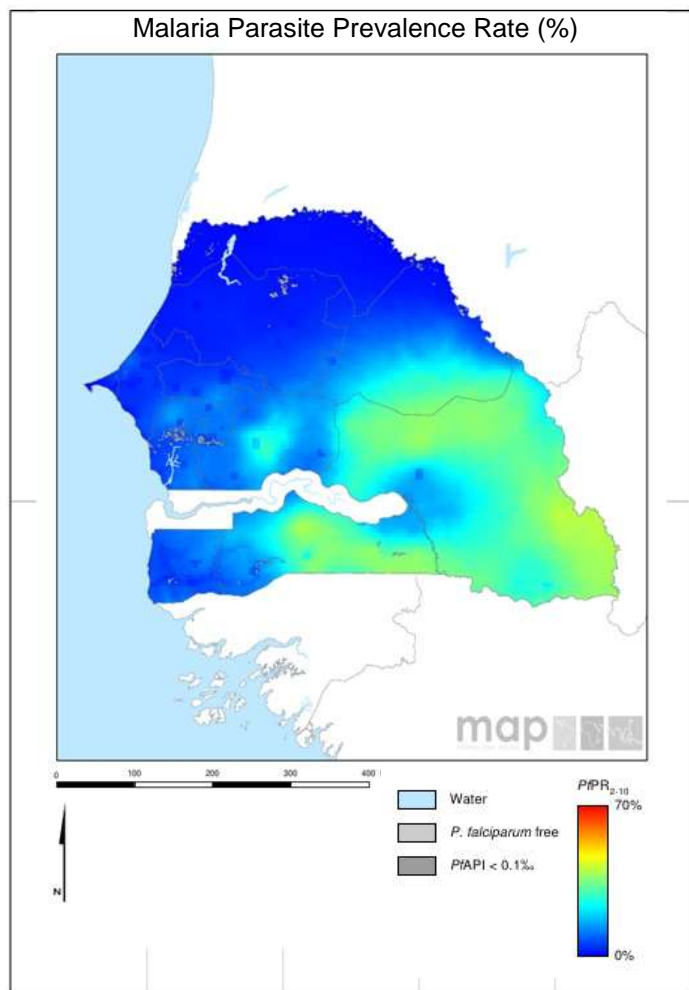 Malaria Parasite Prevalence Rate (%)
map
0 100 200 300 400
Water
P. falciparum free
PfAPI < 0.1‰
N
PfPR2-10
70%
0%